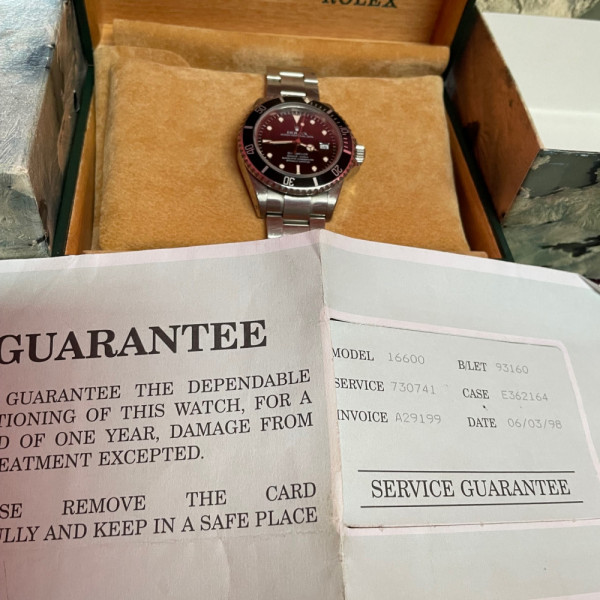 ROLEX
30
GUARANTEE
GUARANTEE THE DEPENDABLE
TIONING OF THIS WATCH, FOR A
D OF ONE YEAR, DAMAGE FROM
REATMENT EXCEPTED.
SE REMOVE THE CARD
ULLY AND KEEP IN A SAFE PLACE
MODEL 16600 B/LET 93160
SERVICE 730741 CASE E362164
INVOICE A29199 DATE 06/03/98
SERVICE GUARANTEE